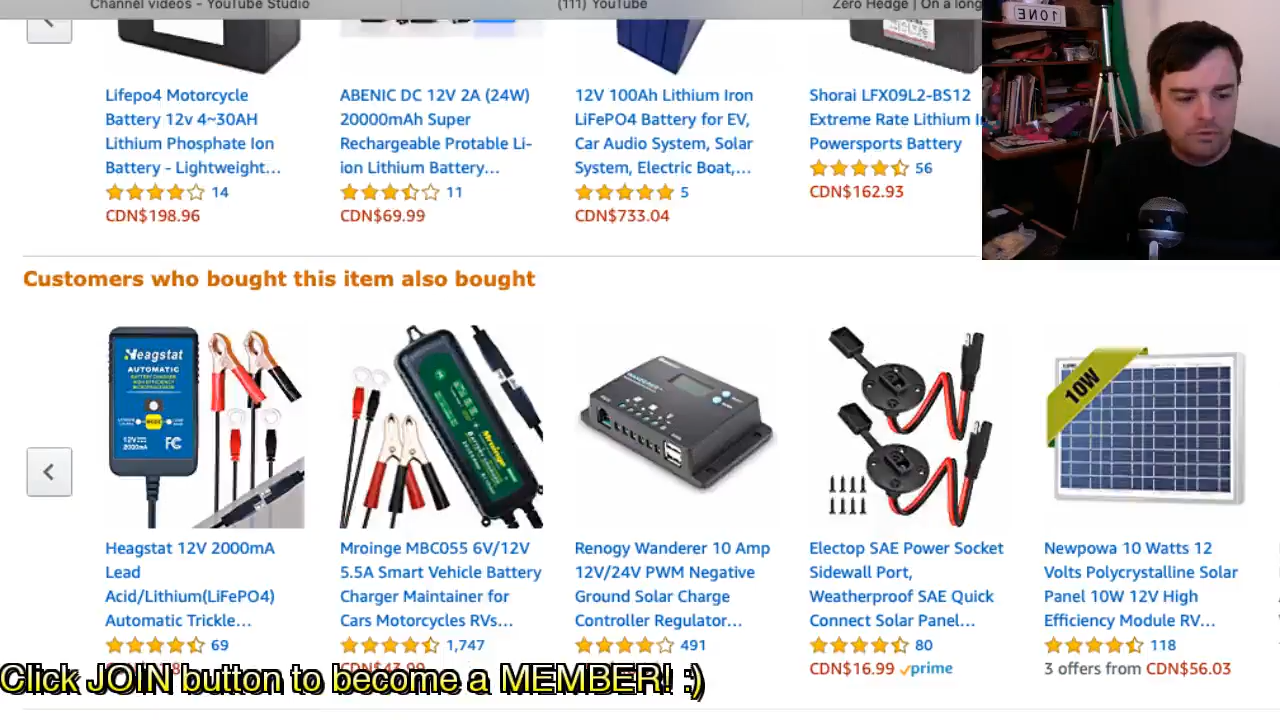 Channel videos - YouTube Studio
(111) YouTube
Zero Hedge | On a long
Lifepo4 Motorcycle
Battery 12v 4~30AH
Lithium Phosphate Ion
Battery - Lightweight...
14
CDN$198.96
ABENIC DC 12V 2A (24W)
20000mAh Super
Rechargeable Protable Li-
ion Lithium Battery...
11
CDN$69.99
12V 100Ah Lithium Iron
LiFePO4 Battery for EV,
Car Audio System, Solar
System, Electric Boat,...
5
CDN$733.04
Shorai LFX09L2-BS12
Extreme Rate Lithium
Powersports Battery
56
CDN$162.93
Customers who bought this item also bought
Heagstat
AUTOMATIC
12V
2000mA
FC
Mroinge
WANDERER
10W
Heagstat 12V 2000mA
Lead
Acid/Lithium(LiFePO4)
Automatic Trickle...
69
Mroinge MBC055 6V/12V
5.5A Smart Vehicle Battery
Charger Maintainer for
Cars Motorcycles RVs...
1,747
CDN$43.99
Renogy Wanderer 10 Amp
12V/24V PWM Negative
Ground Solar Charge
Controller Regulator...
491
Electop SAE Power Socket
Sidewall Port,
Weatherproof SAE Quick
Connect Solar Panel...
80
CDN$16.99 prime
Newpowa 10 Watts 12
Volts Polycrystalline Solar
Panel 10W 12V High
Efficiency Module RV...
118
3 offers from CDN$56.03
Click JOIN button to become a MEMBER! :)